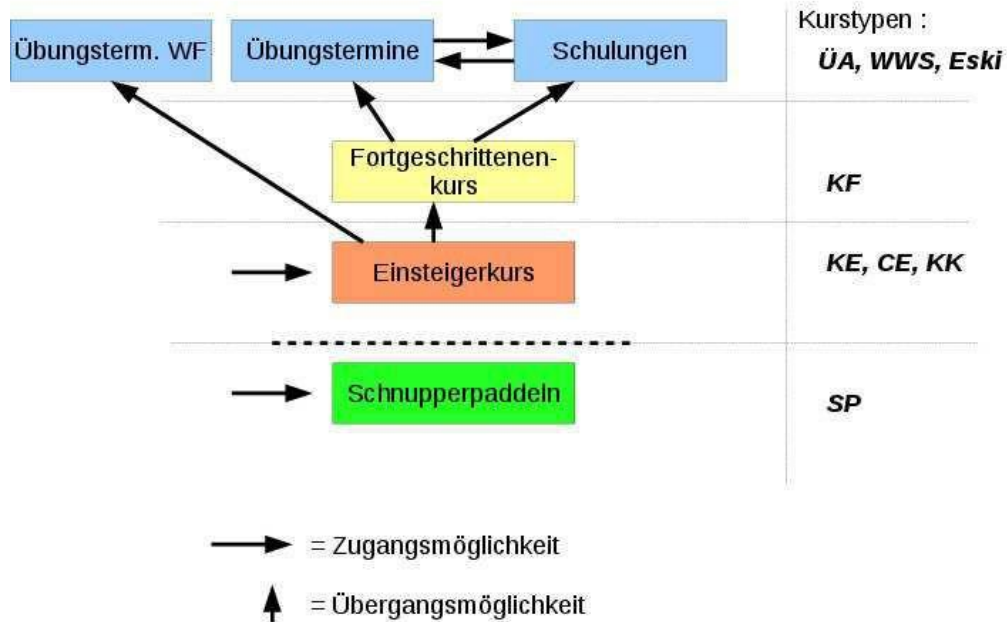 Kurstypen :
Übungsterm. WF
Übungstermine
Schulungen
ÜA, WWS, Eski
Fortgeschrittenen-
kurs
KF
Einsteigerkurs
KE, CE, KK
Schnupperpaddeln
SP
= Zugangsmöglichkeit
= Übergangsmöglichkeit